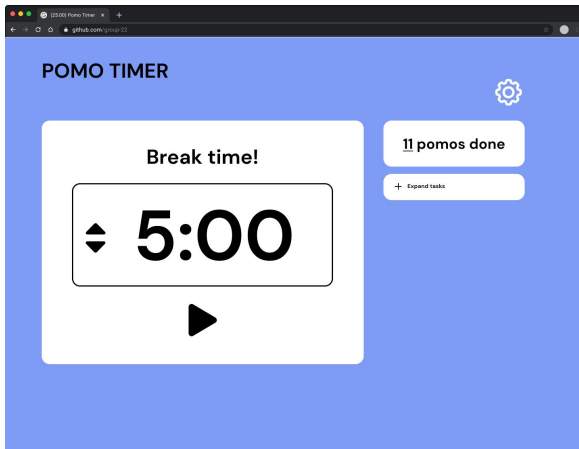 (25:00) Pomo Timer
github.com/group-22
POMO TIMER
Break time!
5:00
11 pomos done
Expand tasks